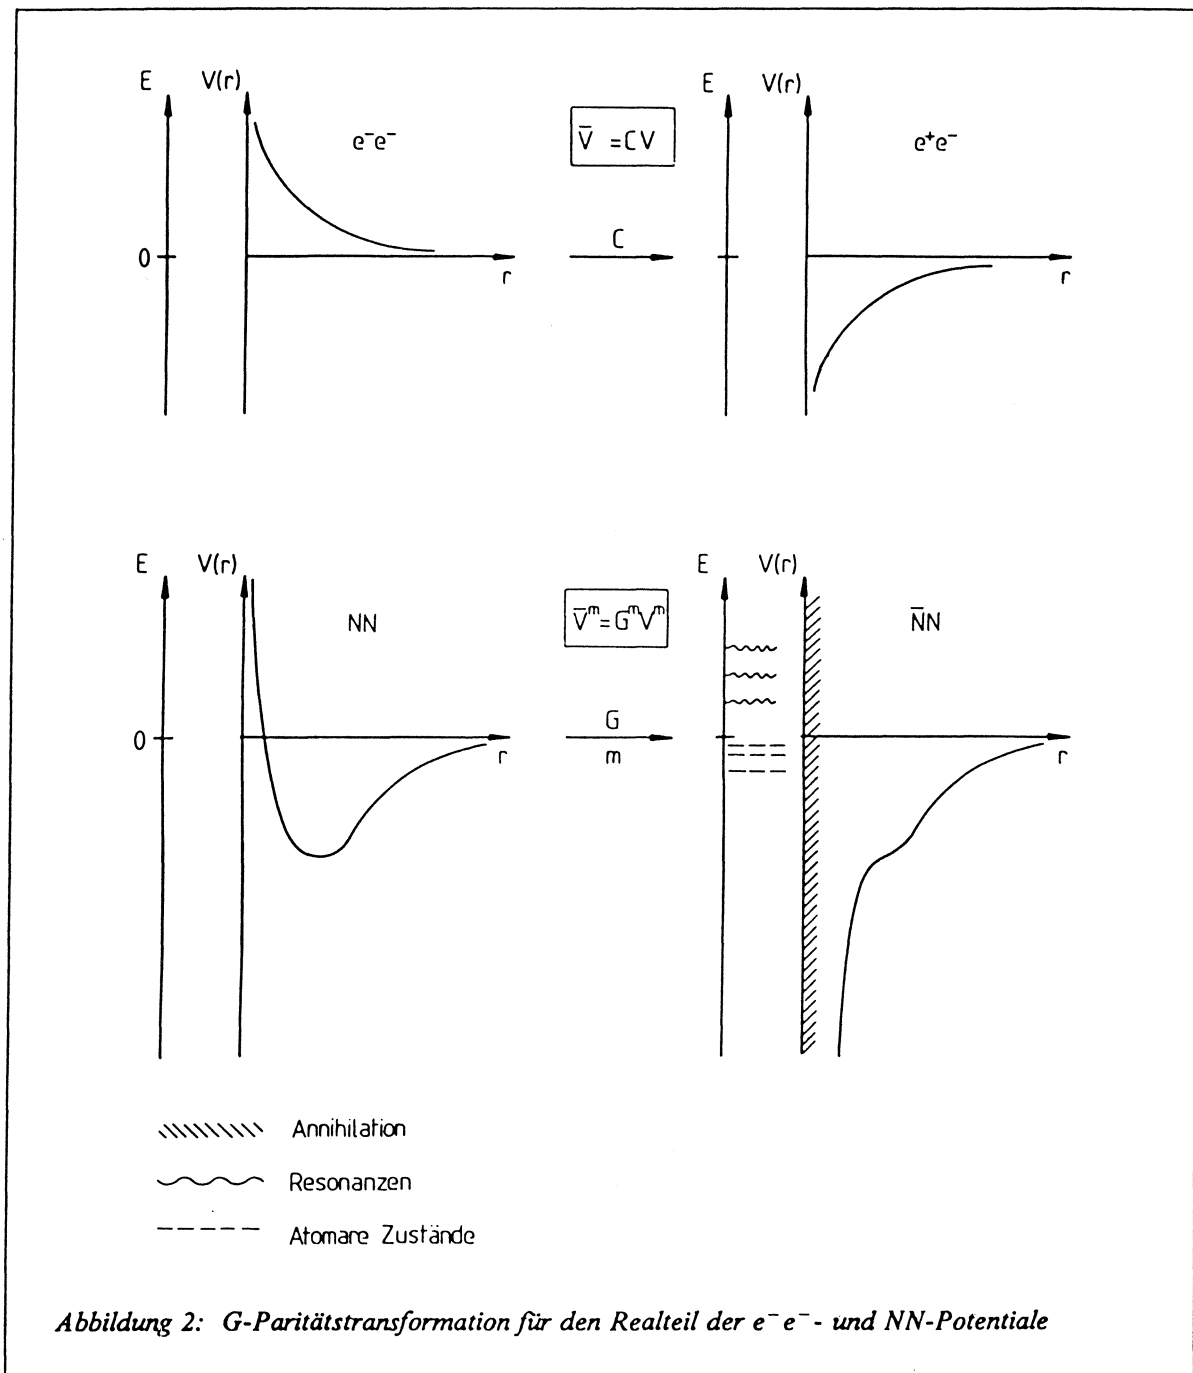 E V(r) e⁻e⁻ V̄ = CV E V(r) e⁺e⁻
0 r C r
E V(r) NN V̄ᵐ=GᵐVᵐ E V(r) N̄N
0 r G m r
Annihilation
Resonanzen
Atomare Zustände
Abbildung 2: G-Paritätstransformation für den Realteil der e⁻e⁻- und NN-Potentiale